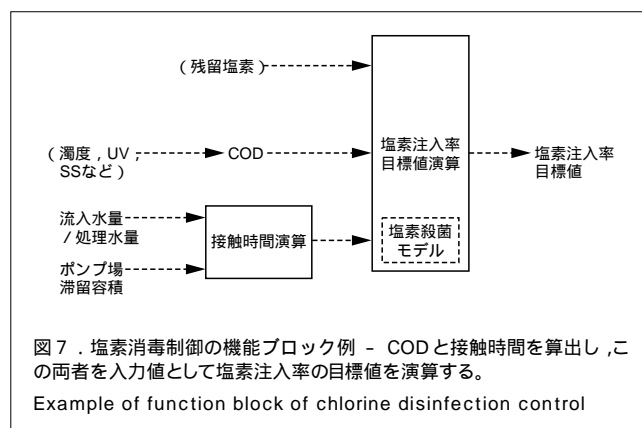 （残留塩素）
（濁度，UV，
SSなど）
COD
塩素注入率
目標値演算
塩素注入率
目標値
流入水量
／処理水量
接触時間演算
塩素殺菌
モデル
ポンプ場
滞留容積
図７．塩素消毒制御の機能ブロック例 － CODと接触時間を算出し，こ
の両者を入力値として塩素注入率の目標値を演算する。
Example of function block of chlorine disinfection control